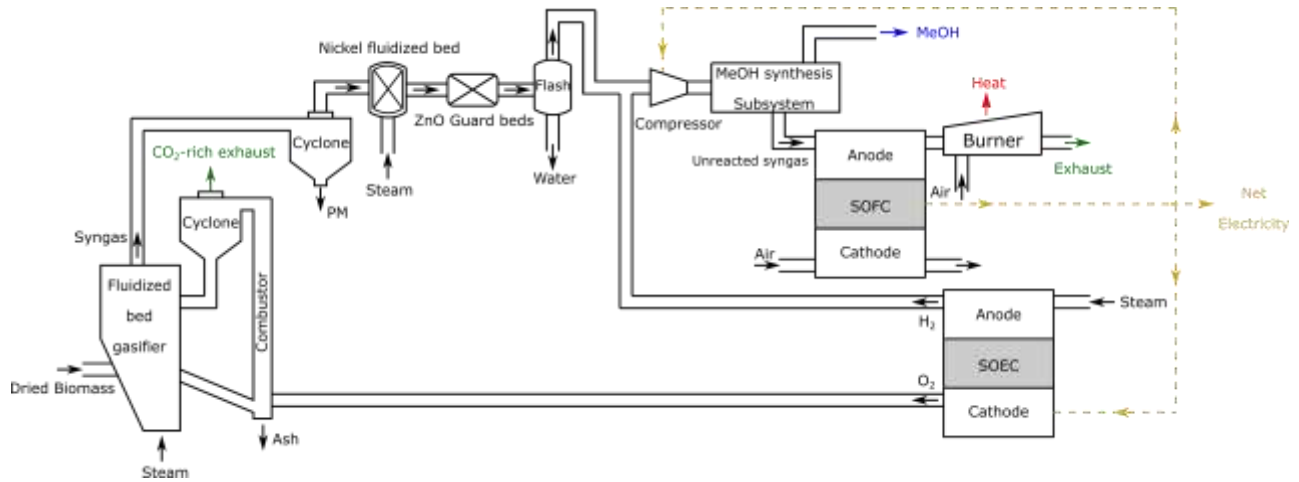 MeOH
Nickel fluidized bed
MeOH synthesis
Subsystem
Flash
Heat
Compressor
ZnO Guard beds
Cyclone
Burner
Anode
Unreacted syngas
CO₂-rich exhaust
Exhaust
Water
Steam
Air
PM
SOFC
Net
Electricity
Cyclone
Syngas
Air
Cathode
Fluidized
bed
gasifier
Combustor
Steam
H₂
Anode
SOEC
Dried Biomass
O₂
Cathode
Ash
Steam